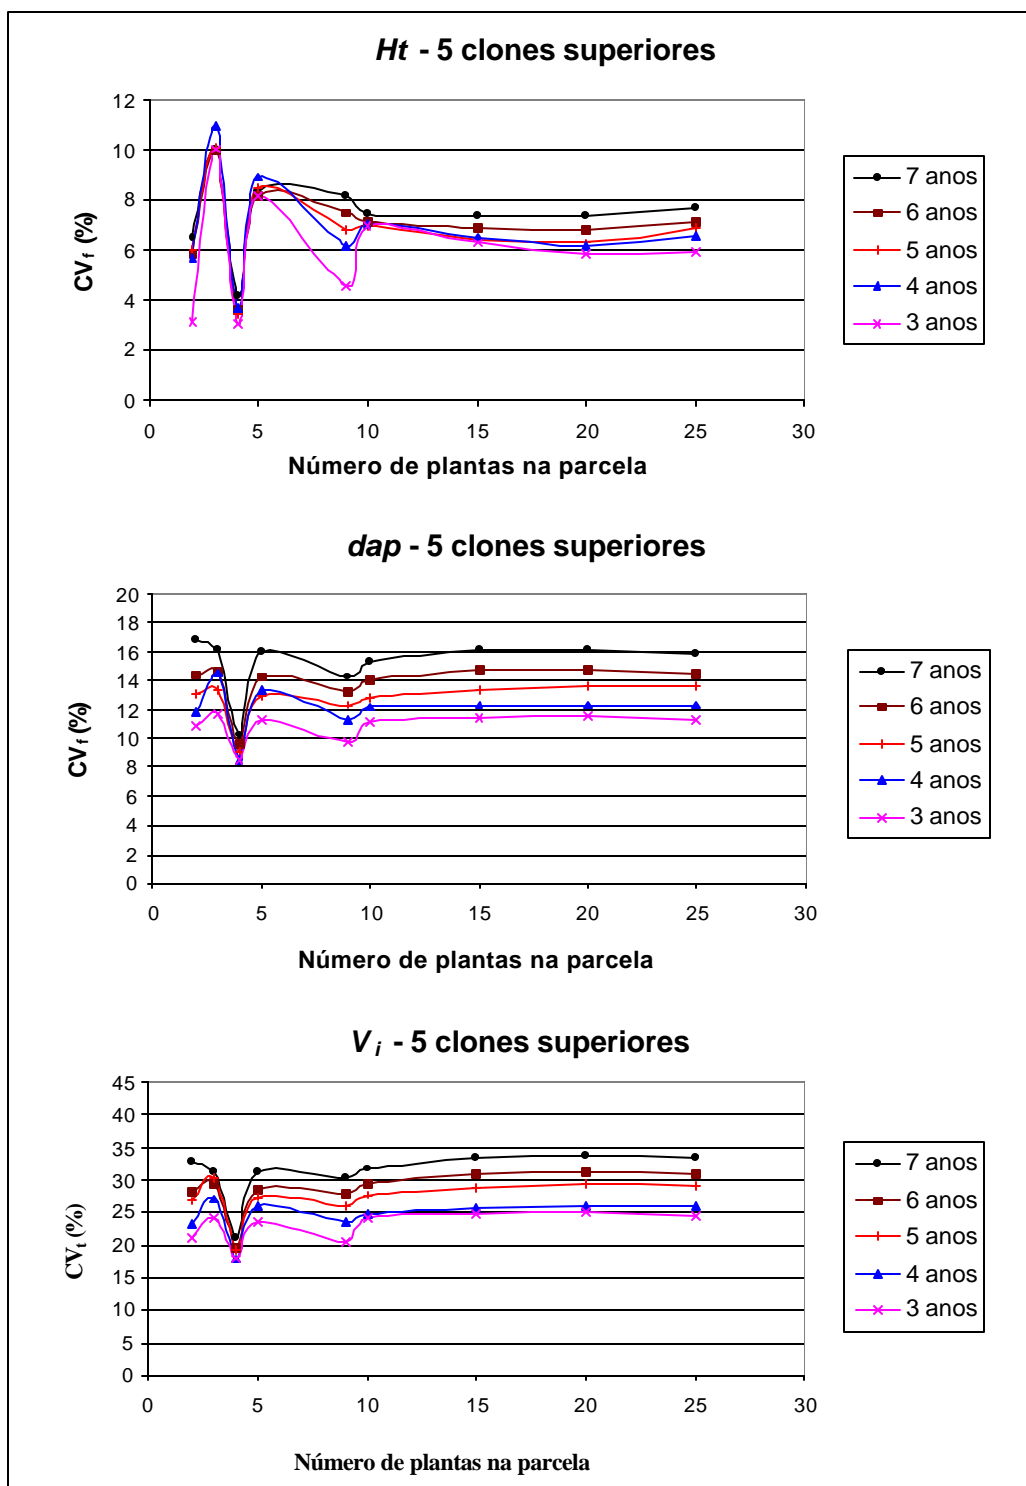 Ht - 5 clones superiores
12
10
8
6
4
2
0
CVf (%)
0 5 10 15 20 25 30
Número de plantas na parcela
7 anos
6 anos
5 anos
4 anos
3 anos
dap - 5 clones superiores
20
18
16
14
12
10
8
6
4
2
0
CVf (%)
0 5 10 15 20 25 30
Número de plantas na parcela
7 anos
6 anos
5 anos
4 anos
3 anos
V i - 5 clones superiores
45
40
35
30
25
20
15
10
5
0
CVt (%)
0 5 10 15 20 25 30
Número de plantas na parcela
7 anos
6 anos
5 anos
4 anos
3 anos